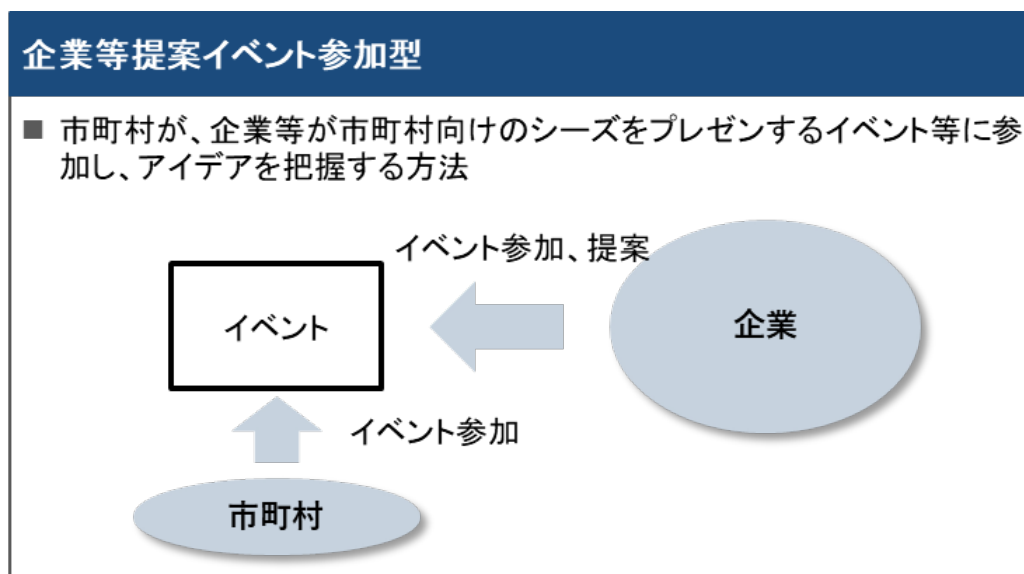 企業等提案イベント参加型
■ 市町村が、企業等が市町村向けのシーズをプレゼンするイベント等に参
加し、アイデアを把握する方法
イベント参加、提案
イベント
企業
イベント参加
市町村